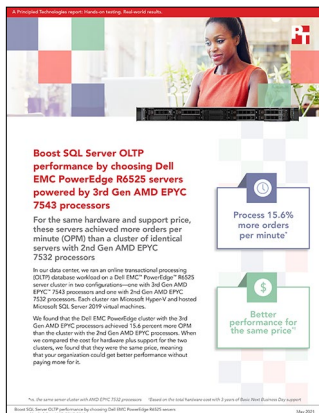 A Principled Technologies report: Hands-on testing. Real-world results.
PT
Boost SQL Server OLTP
performance by choosing Dell
EMC PowerEdge R6525 servers
powered by 3rd Gen AMD EPYC
7543 processors
For the same hardware and support price,
these servers achieved more orders per
minute (OPM) than a cluster of identical
servers with 2nd Gen AMD EPYC
7532 processors
In our data center, we ran an online transactional processing
(OLTP) database workload on a Dell EMC™ PowerEdge™ R6525
server cluster in two configurations—one with 3rd Gen AMD
EPYC™ 7543 processors and one with 2nd Gen AMD EPYC
7532 processors. Each cluster ran Microsoft Hyper-V and hosted
Microsoft SQL Server 2019 virtual machines.
We found that the Dell EMC PowerEdge cluster with the 3rd
Gen AMD EPYC processors achieved 15.6 percent more OPM
than the cluster with the 2nd Gen AMD EPYC processors. When
we compared the cost for hardware plus support for the two
clusters, we found that they were the same price, meaning
that your organization could get better performance without
paying more for it.
Process 15.6%
more orders
per minute*
$
Better
performance for
the same price**
*vs. the same server cluster with AMD EPYC 7532 processors
**Based on the total hardware cost with 3 years of Basic Next Business Day support
Boost SQL Server OLTP performance by choosing Dell EMC PowerEdge R6525 servers
May 2021